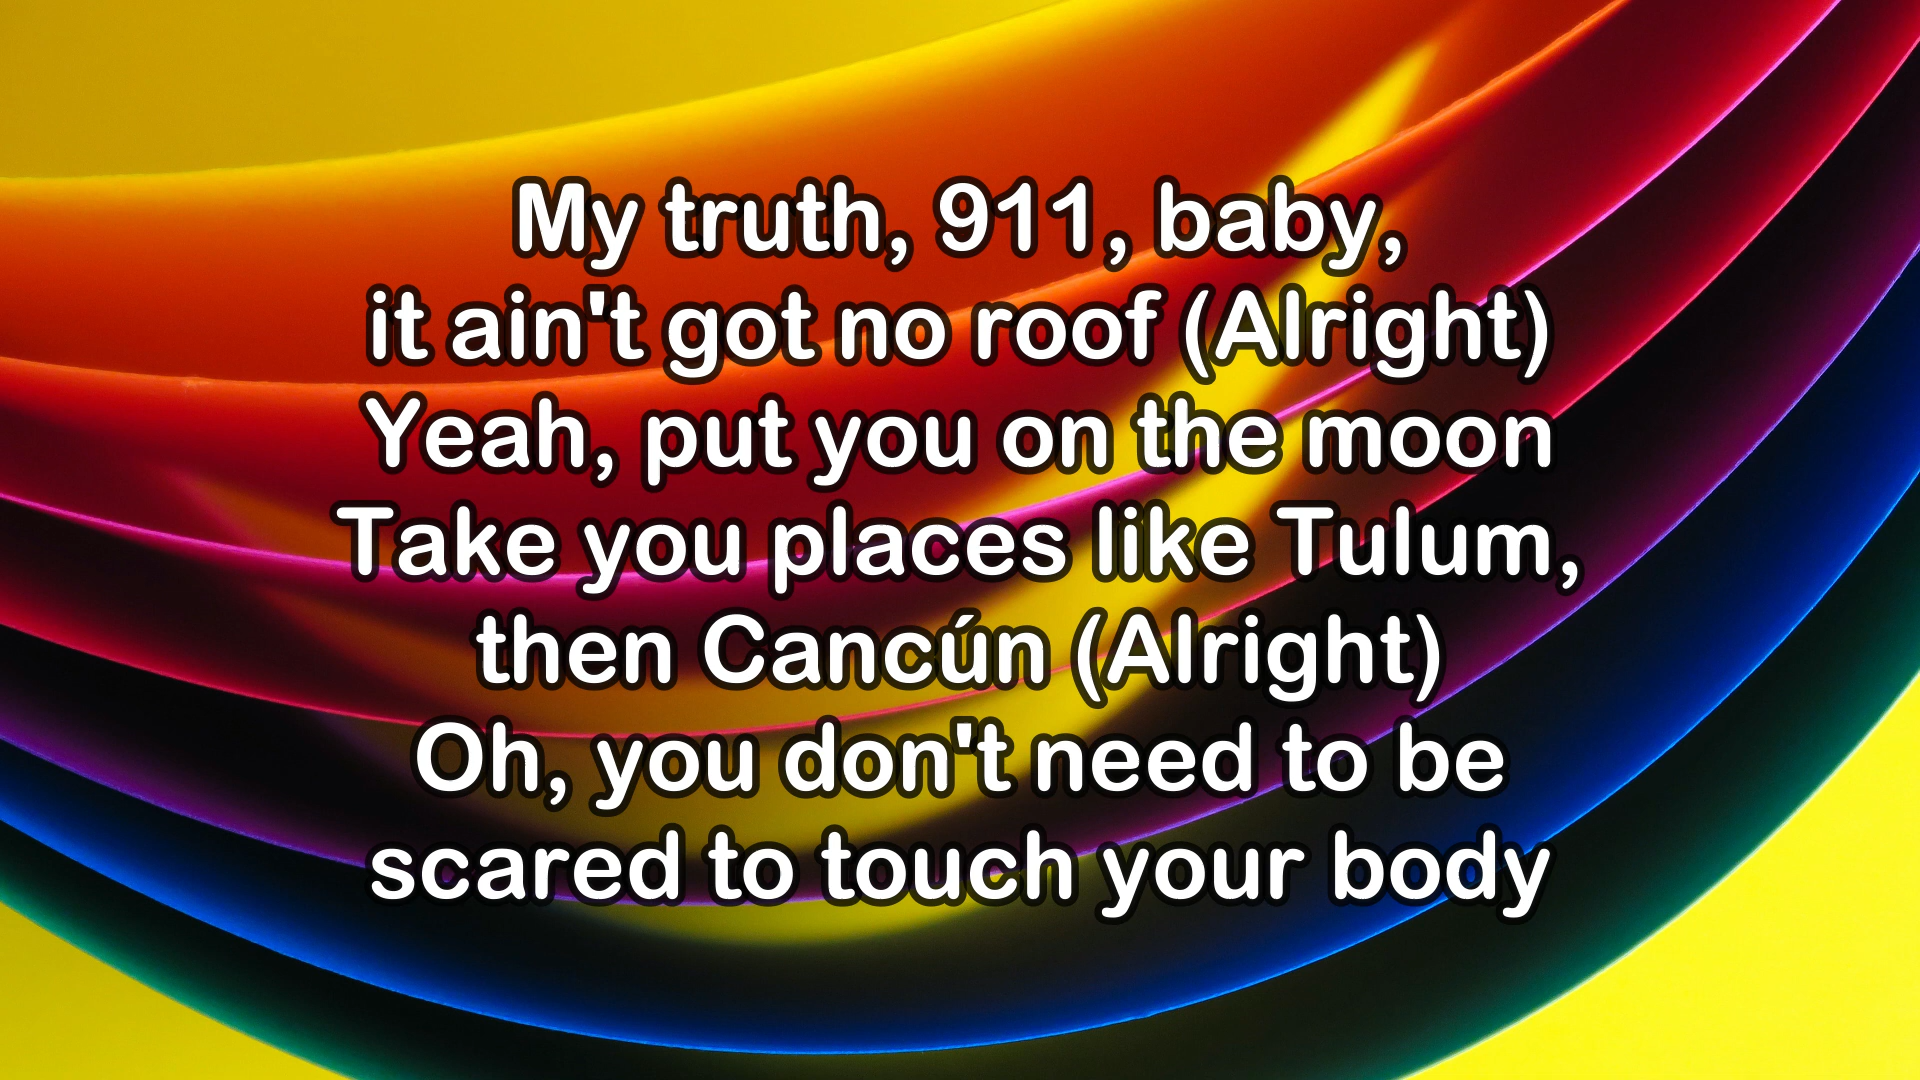 My truth, 911, baby,
it ain't got no roof (Alright)
Yeah, put you on the moon
Take you places like Tulum,
then Cancún (Alright)
Oh, you don't need to be
scared to touch your body